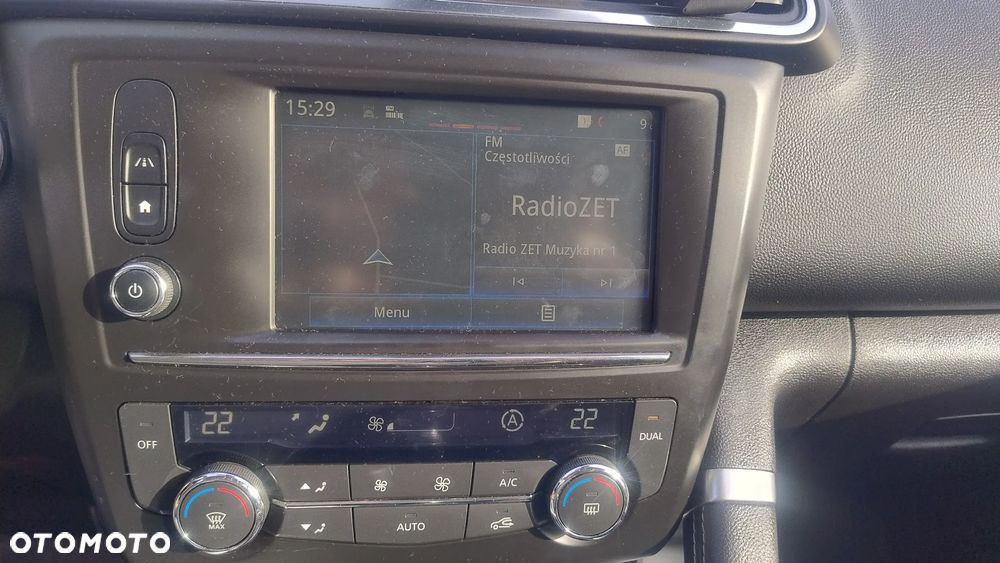 15:29
9
FM
AF
Częstotliwości
RadioZET
Radio ZET Muzyka nr 1
Menu
22
A
22
OFF
DUAL
A/C
MAX
AUTO
OTOMOTO